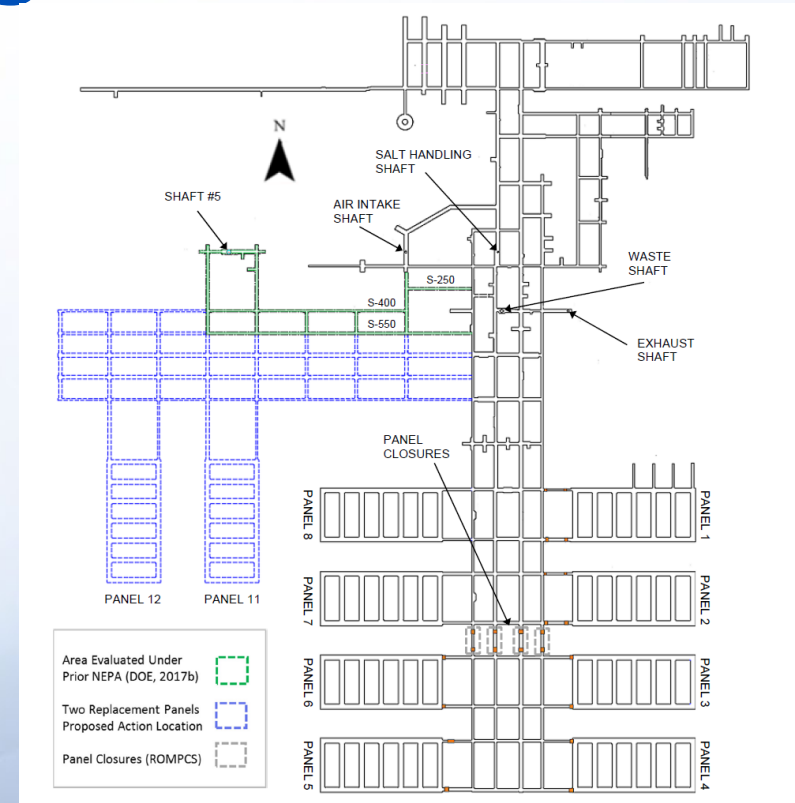 N
SALT HANDLING
SHAFT
SHAFT #5
AIR INTAKE
SHAFT
WASTE
SHAFT
S-250
S-400
S-550
EXHAUST
SHAFT
PANEL
CLOSURES
PANEL 8
PANEL 1
PANEL 7
PANEL 2
PANEL 12
PANEL 11
PANEL 6
PANEL 3
PANEL 5
PANEL 4
Area Evaluated Under
Prior NEPA (DOE, 2017b)
Two Replacement Panels
Proposed Action Location
Panel Closures (ROMPCS)